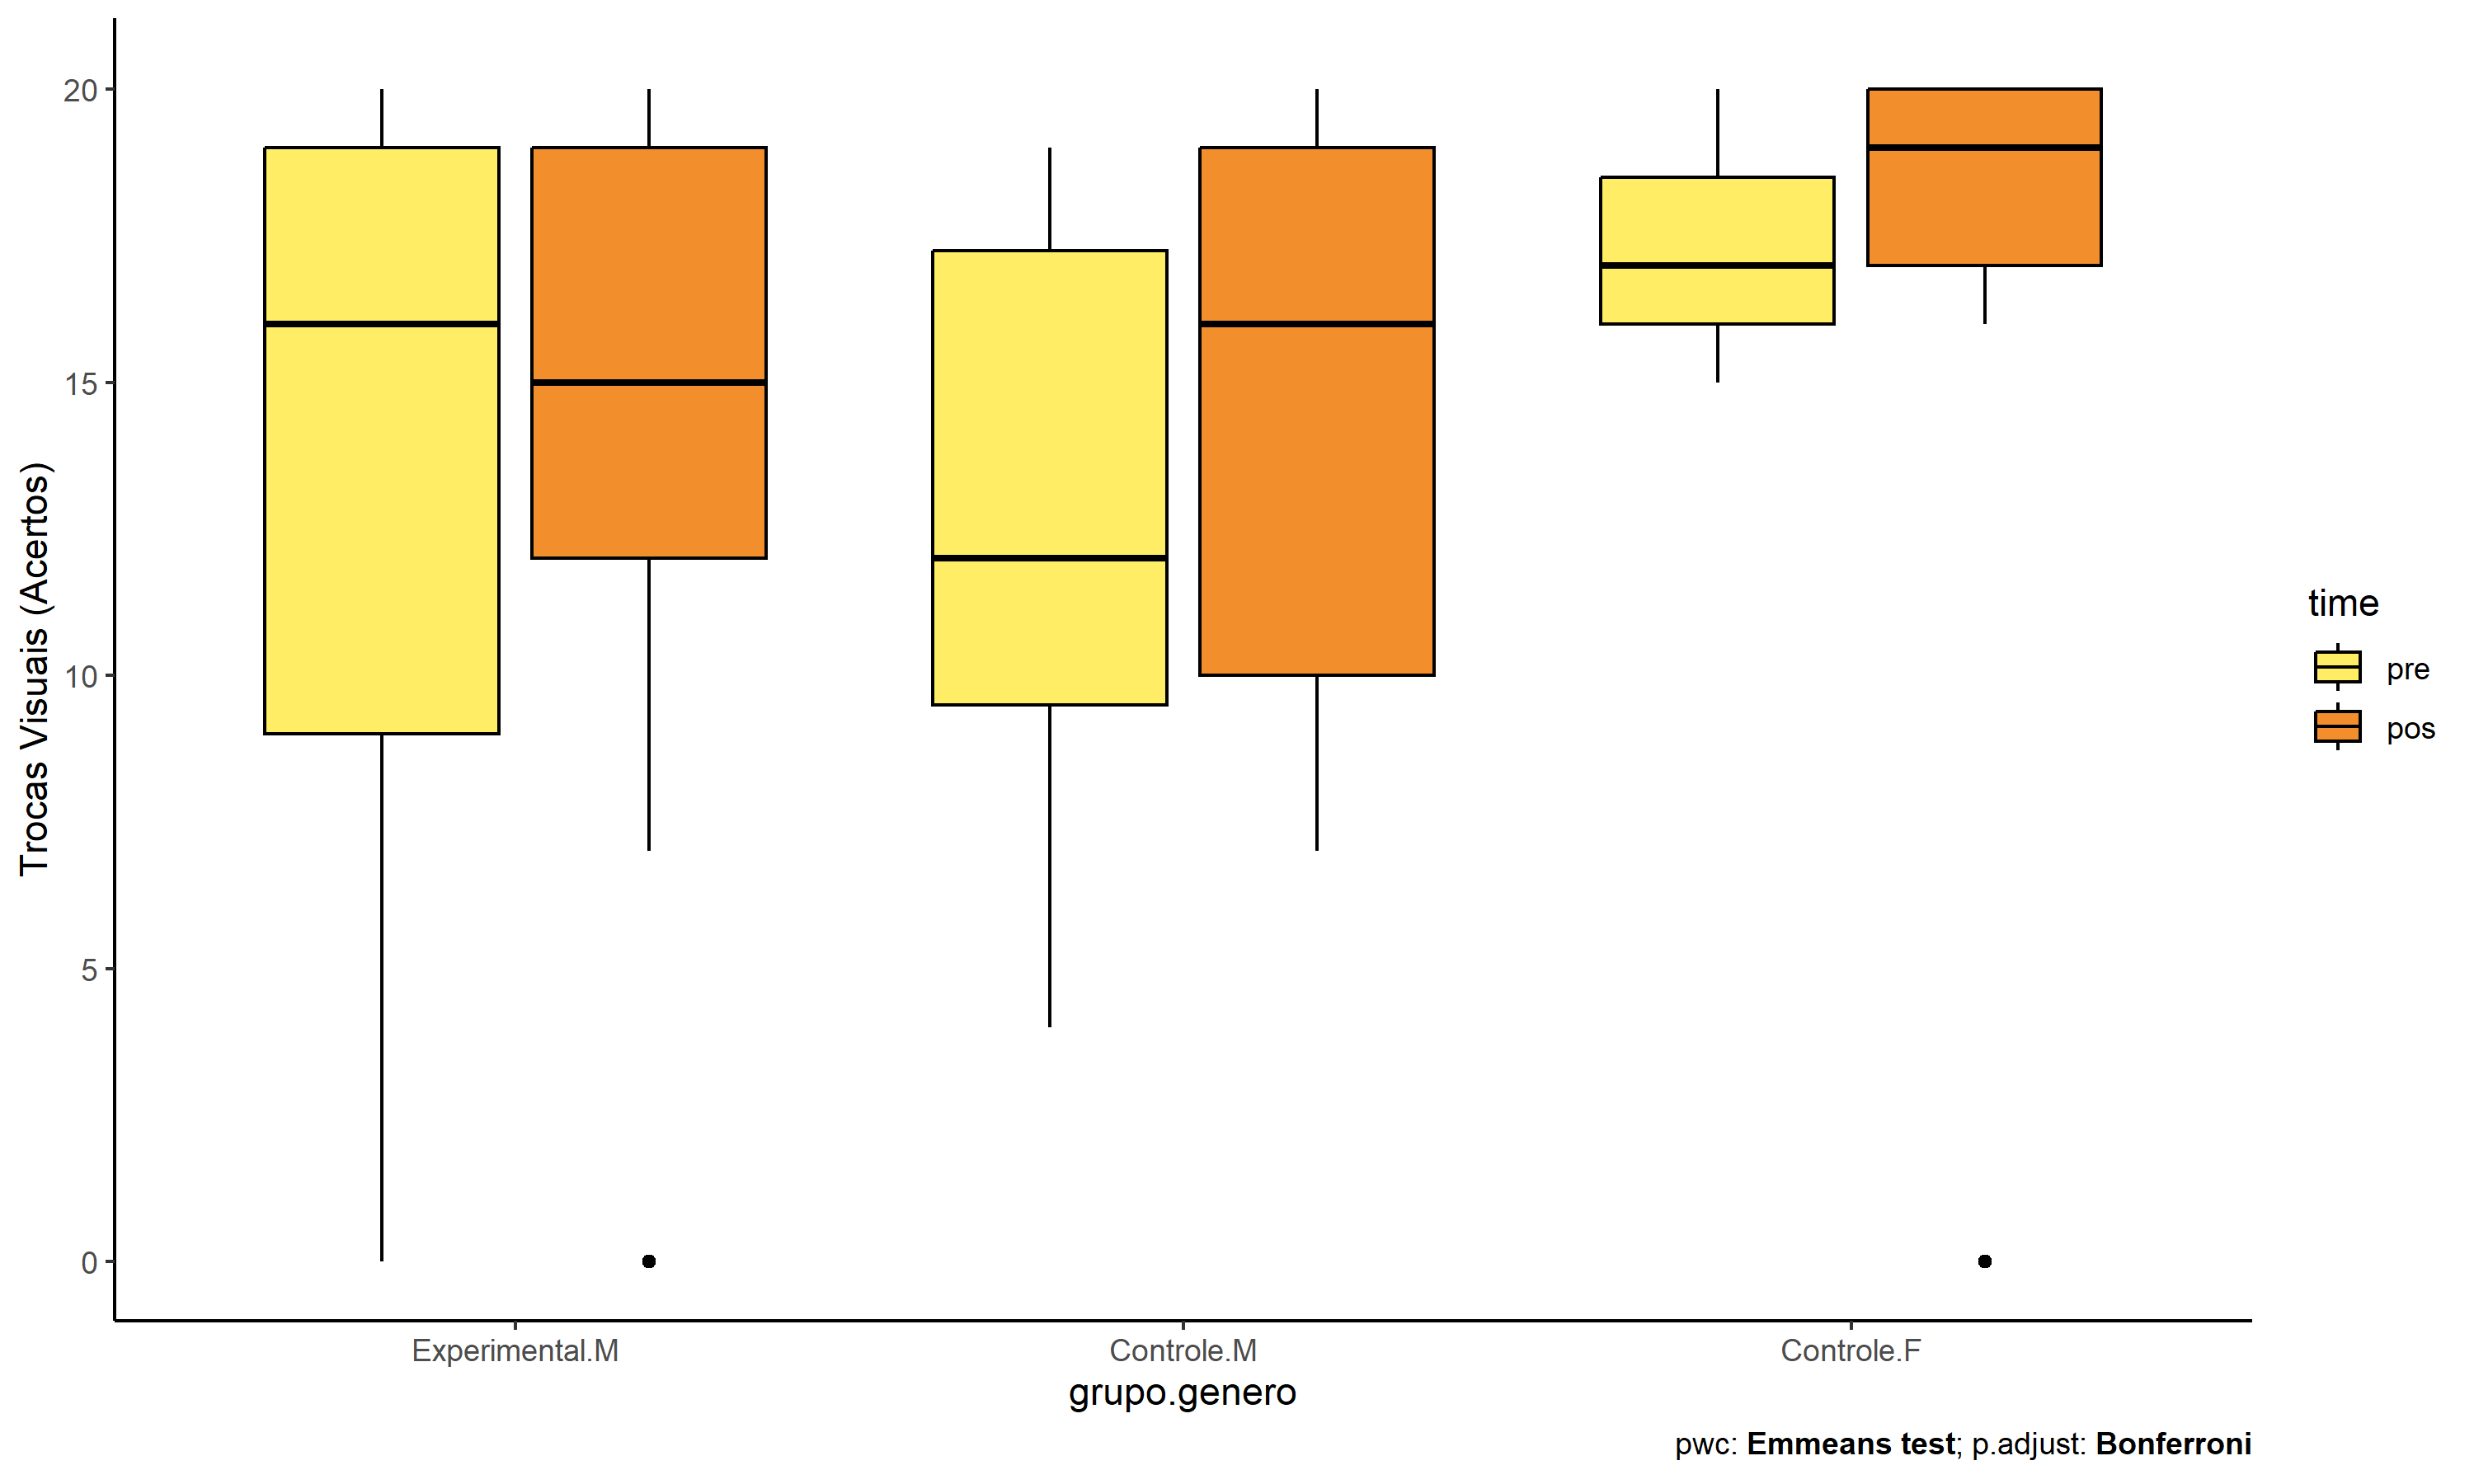 Trocas Visuais (Acertos)
20
15
10
5
0
Experimental.M
Controle.M
Controle.F
grupo.genero
time
pre
pos
pwc: Emmeans test; p.adjust: Bonferroni